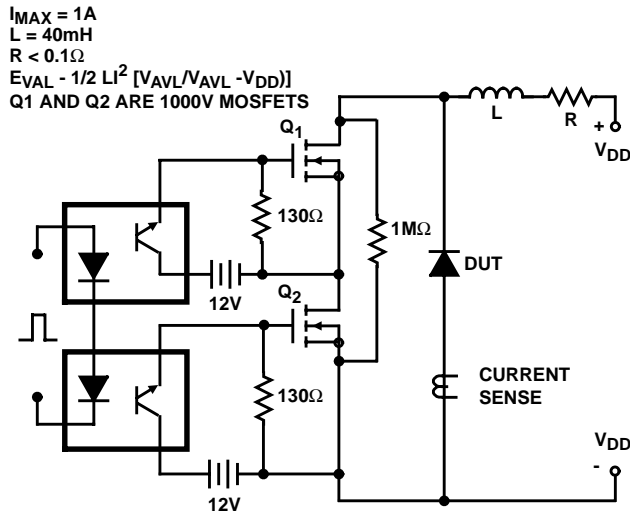 IMAX = 1A
L = 40mH
R < 0.1Ω
EVAL - 1/2 LI² [VAVL/VAVL -VDD)]
Q1 AND Q2 ARE 1000V MOSFETS
L
R
+
VDD
Q1
130Ω
1MΩ
DUT
12V
Q2
130Ω
CURRENT
SENSE
VDD
-
12V